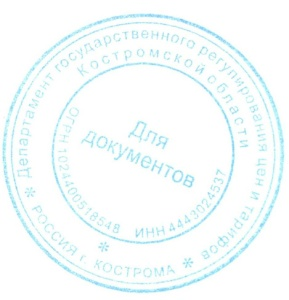 Департамент государственного регулирования цен и тарифов
Костромской области
* РОССИЯ г. КОСТРОМА *
ОГРН 1024400518548 ИНН 4443024537
*
Для
документов